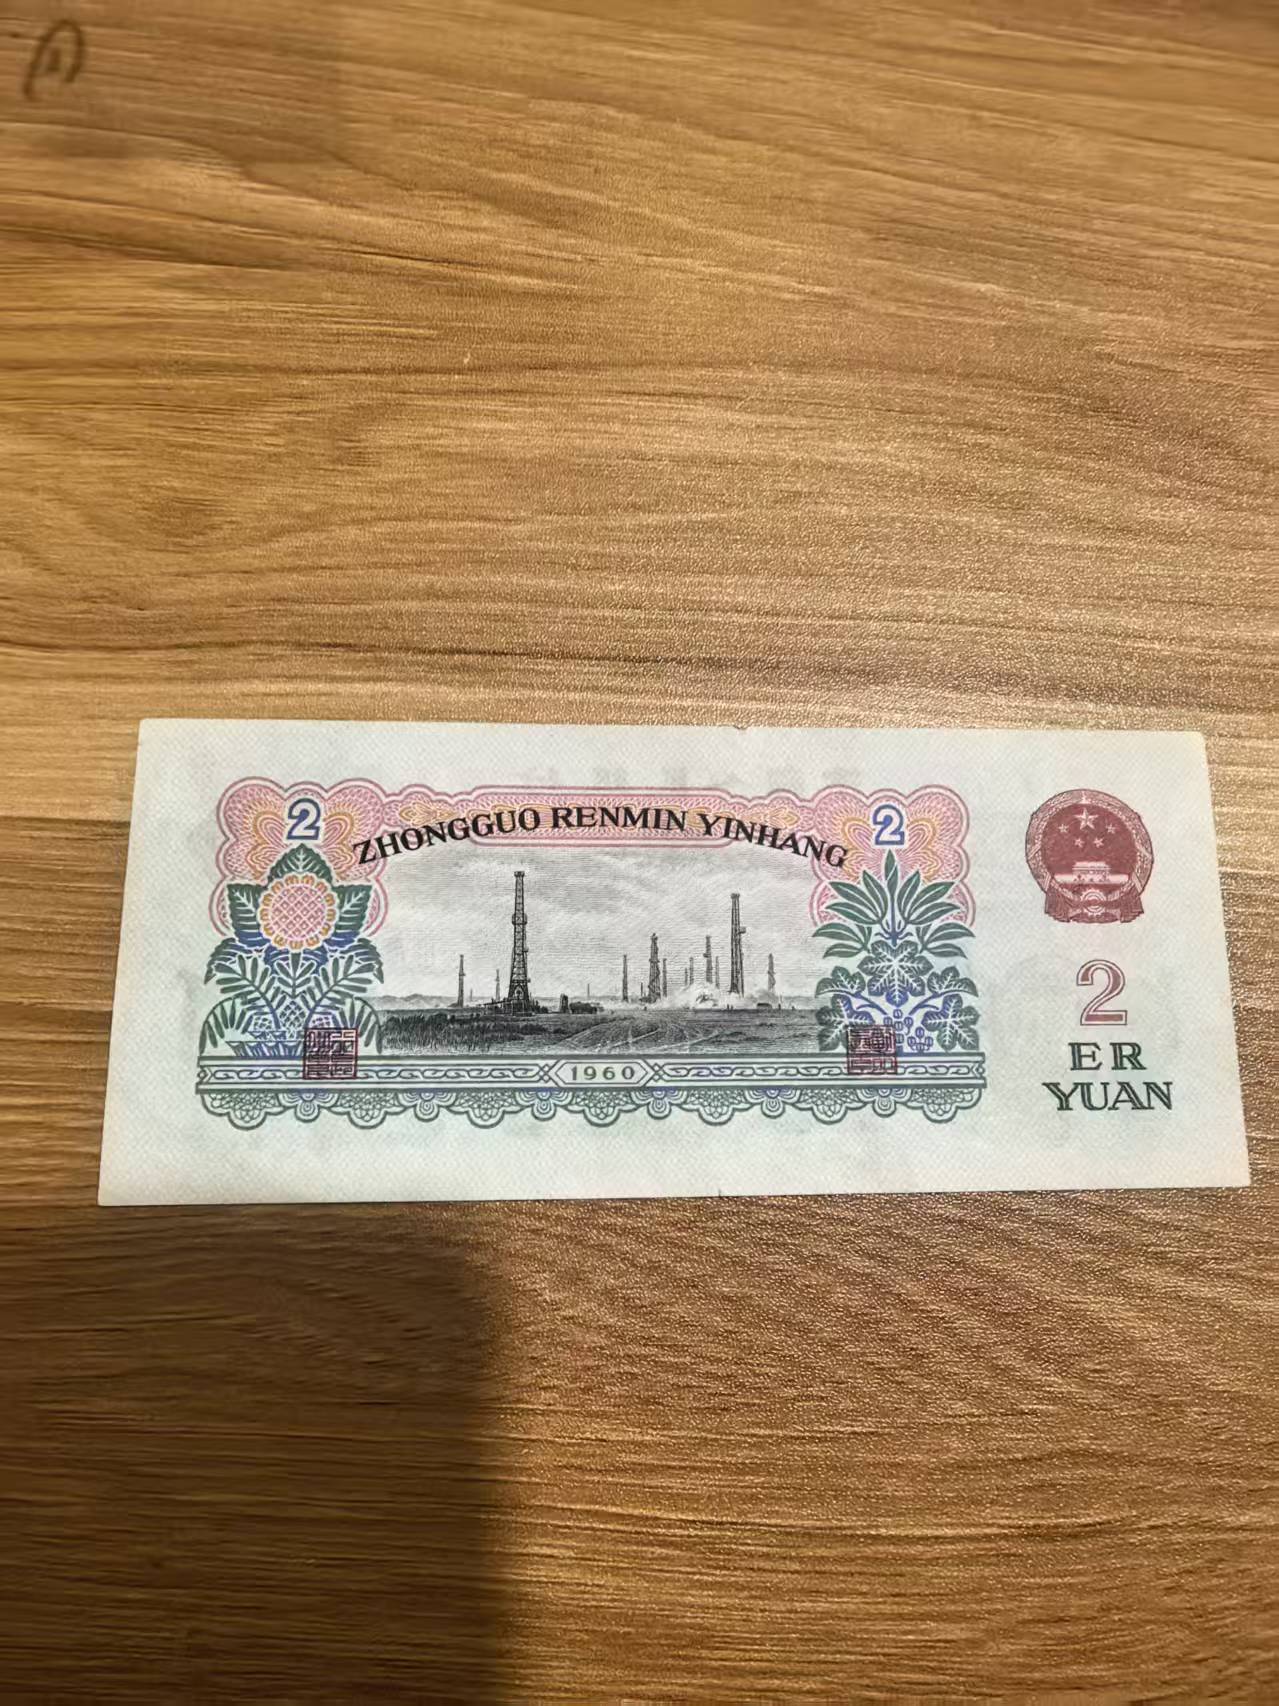 2 2
ZHONGGUO RENMIN YINHANG
1960
2
ER
YUAN